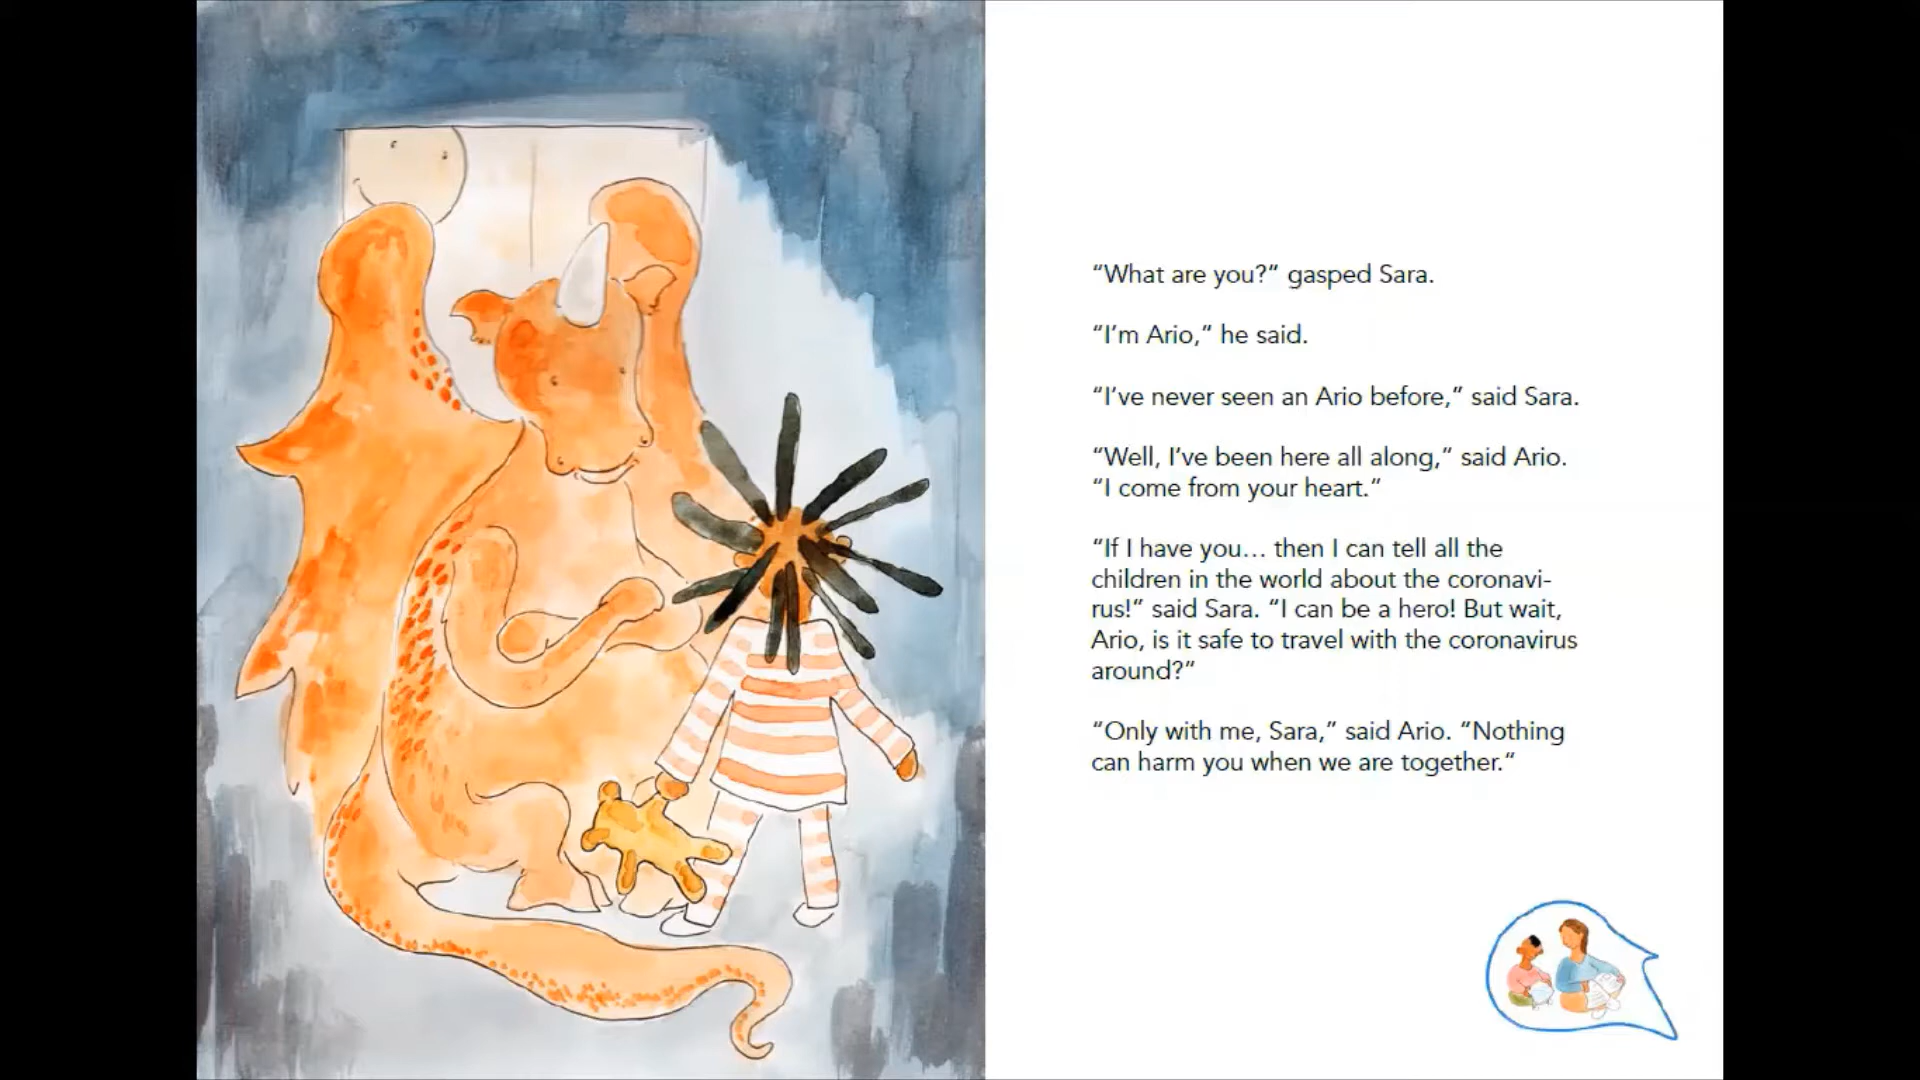 “What are you?” gasped Sara.
“I’m Ario,” he said.
“I’ve never seen an Ario before,” said Sara.
“Well, I’ve been here all along,” said Ario.
“I come from your heart.”
“If I have you… then I can tell all the
children in the world about the coronavi-
rus!” said Sara. “I can be a hero! But wait,
Ario, is it safe to travel with the coronavirus
around?”
“Only with me, Sara,” said Ario. “Nothing
can harm you when we are together.”